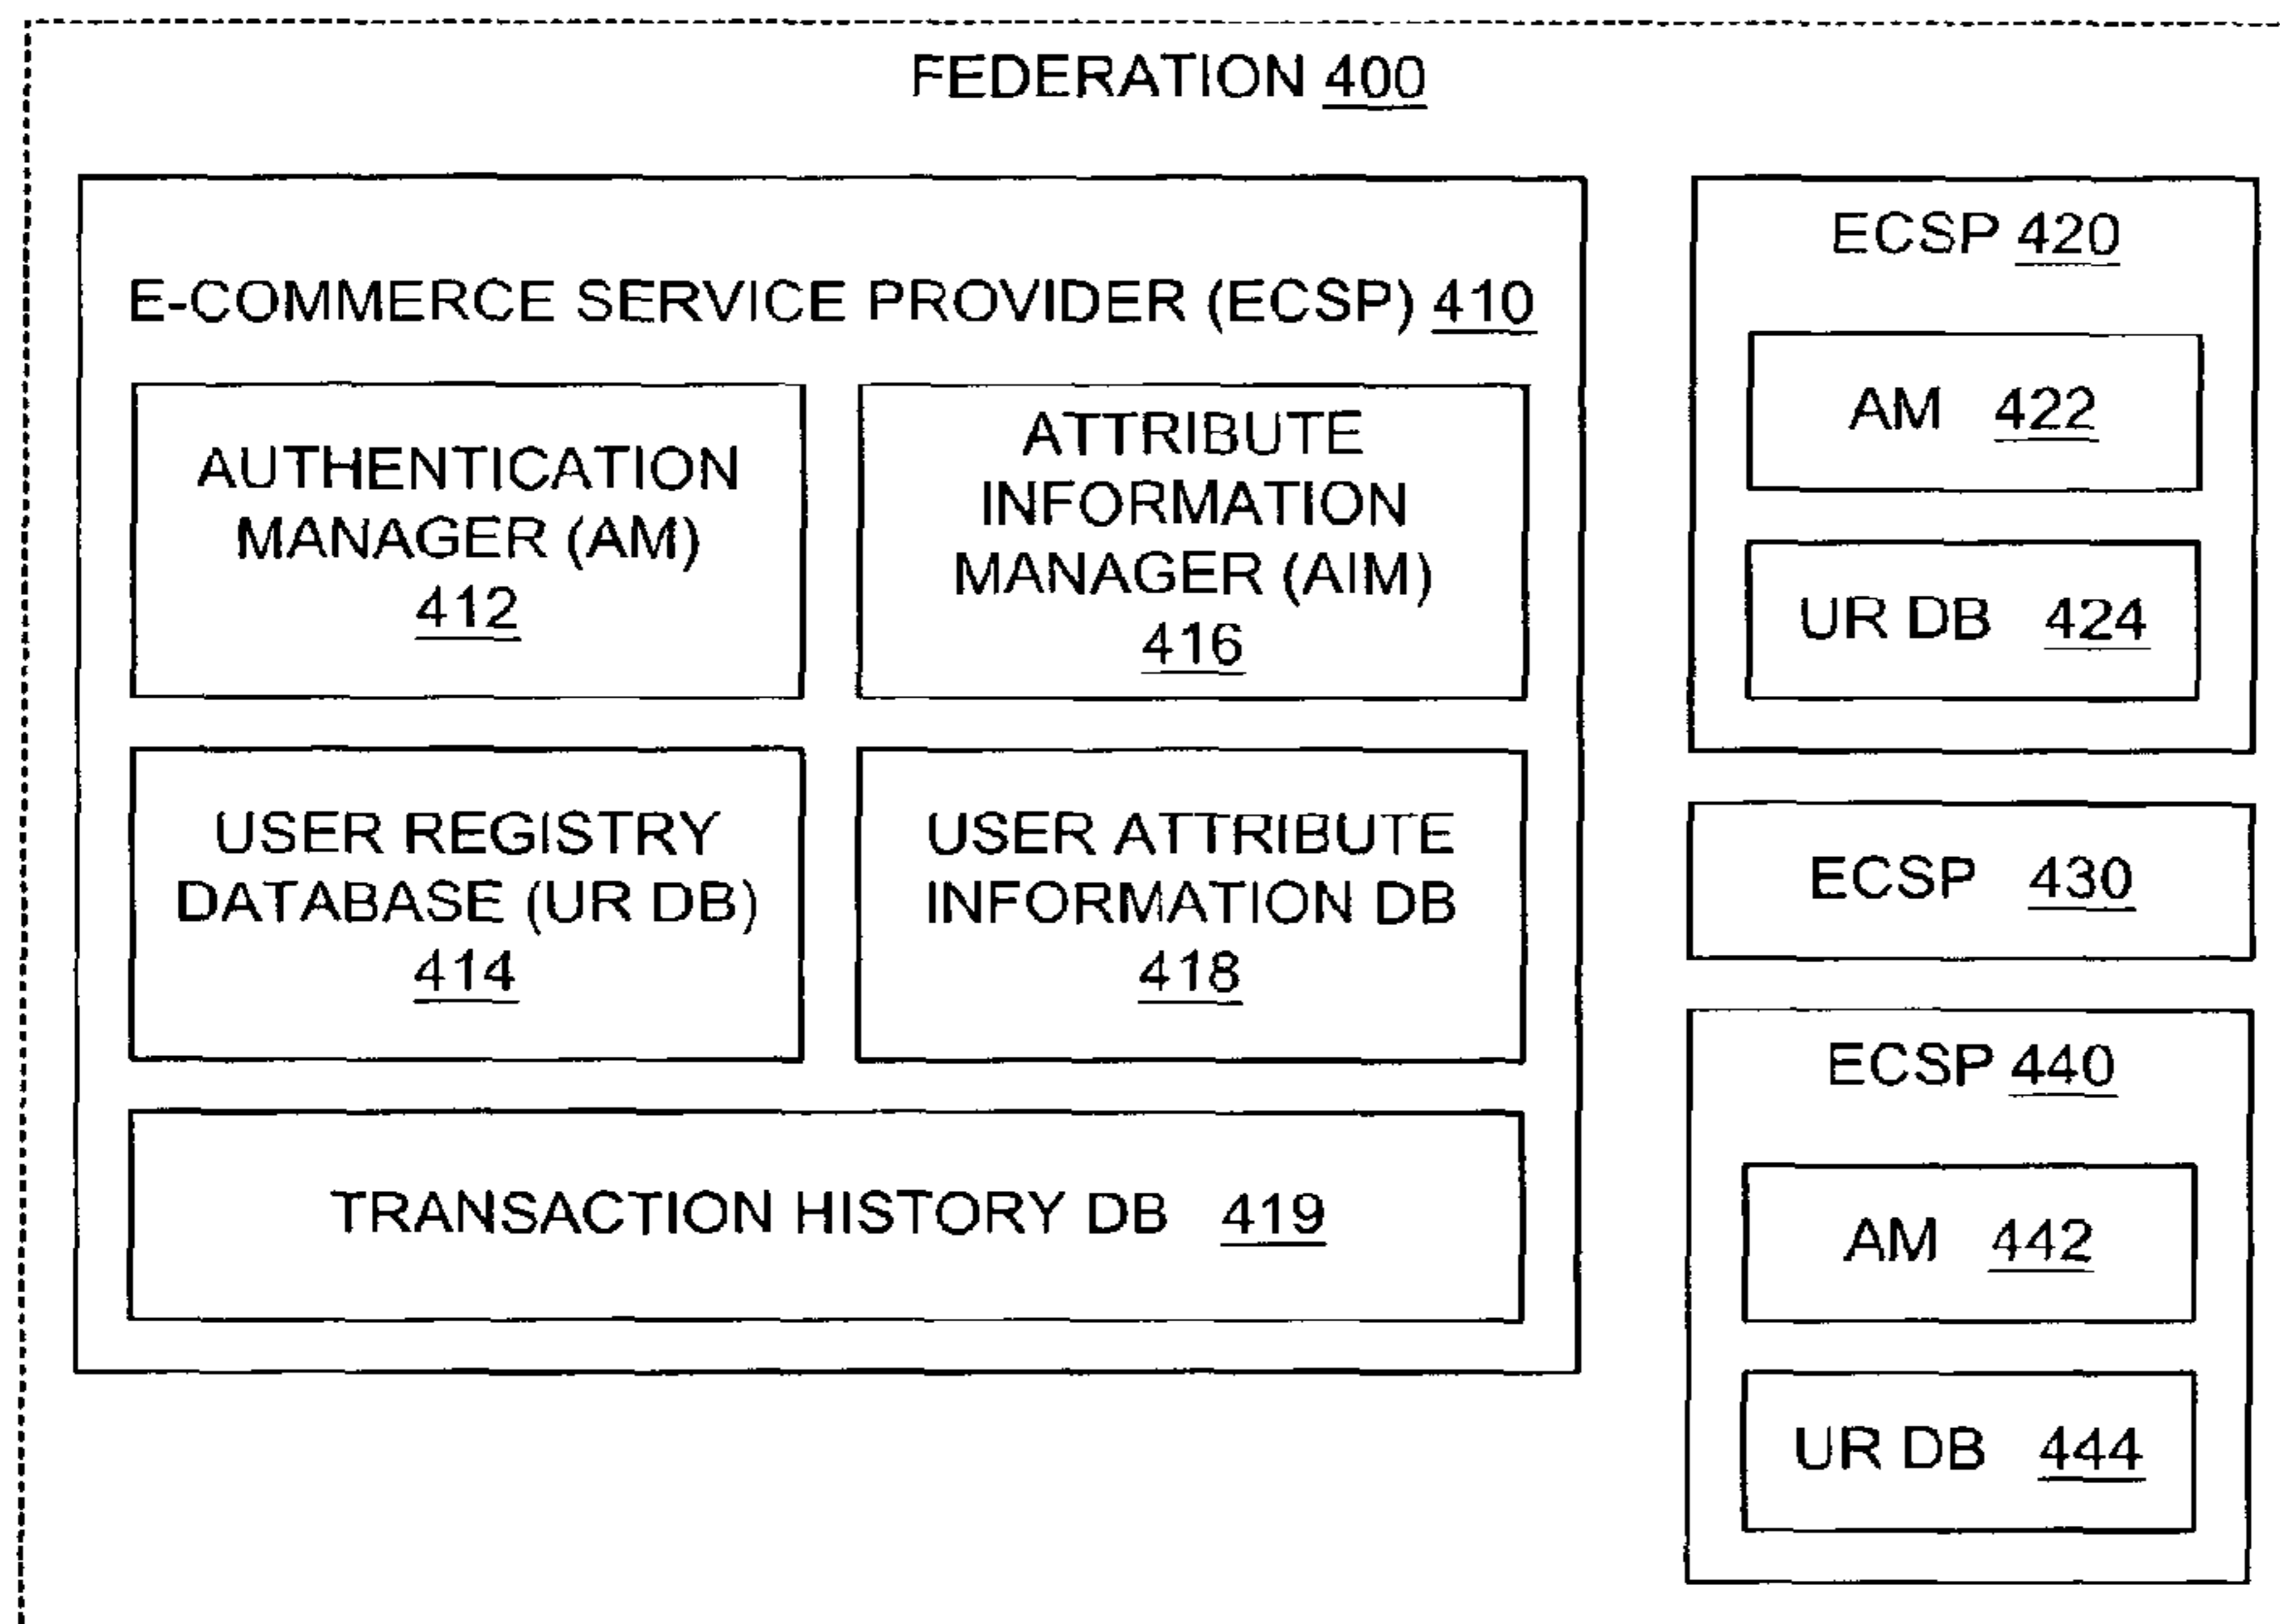 FEDERATION 400
E-COMMERCE SERVICE PROVIDER (ECSP) 410
AUTHENTICATION
MANAGER (AM)
412
ATTRIBUTE
INFORMATION
MANAGER (AIM)
416
USER REGISTRY
DATABASE (UR DB)
414
USER ATTRIBUTE
INFORMATION DB
418
TRANSACTION HISTORY DB 419
ECSP 420
AM 422
UR DB 424
ECSP 430
ECSP 440
AM 442
UR DB 444